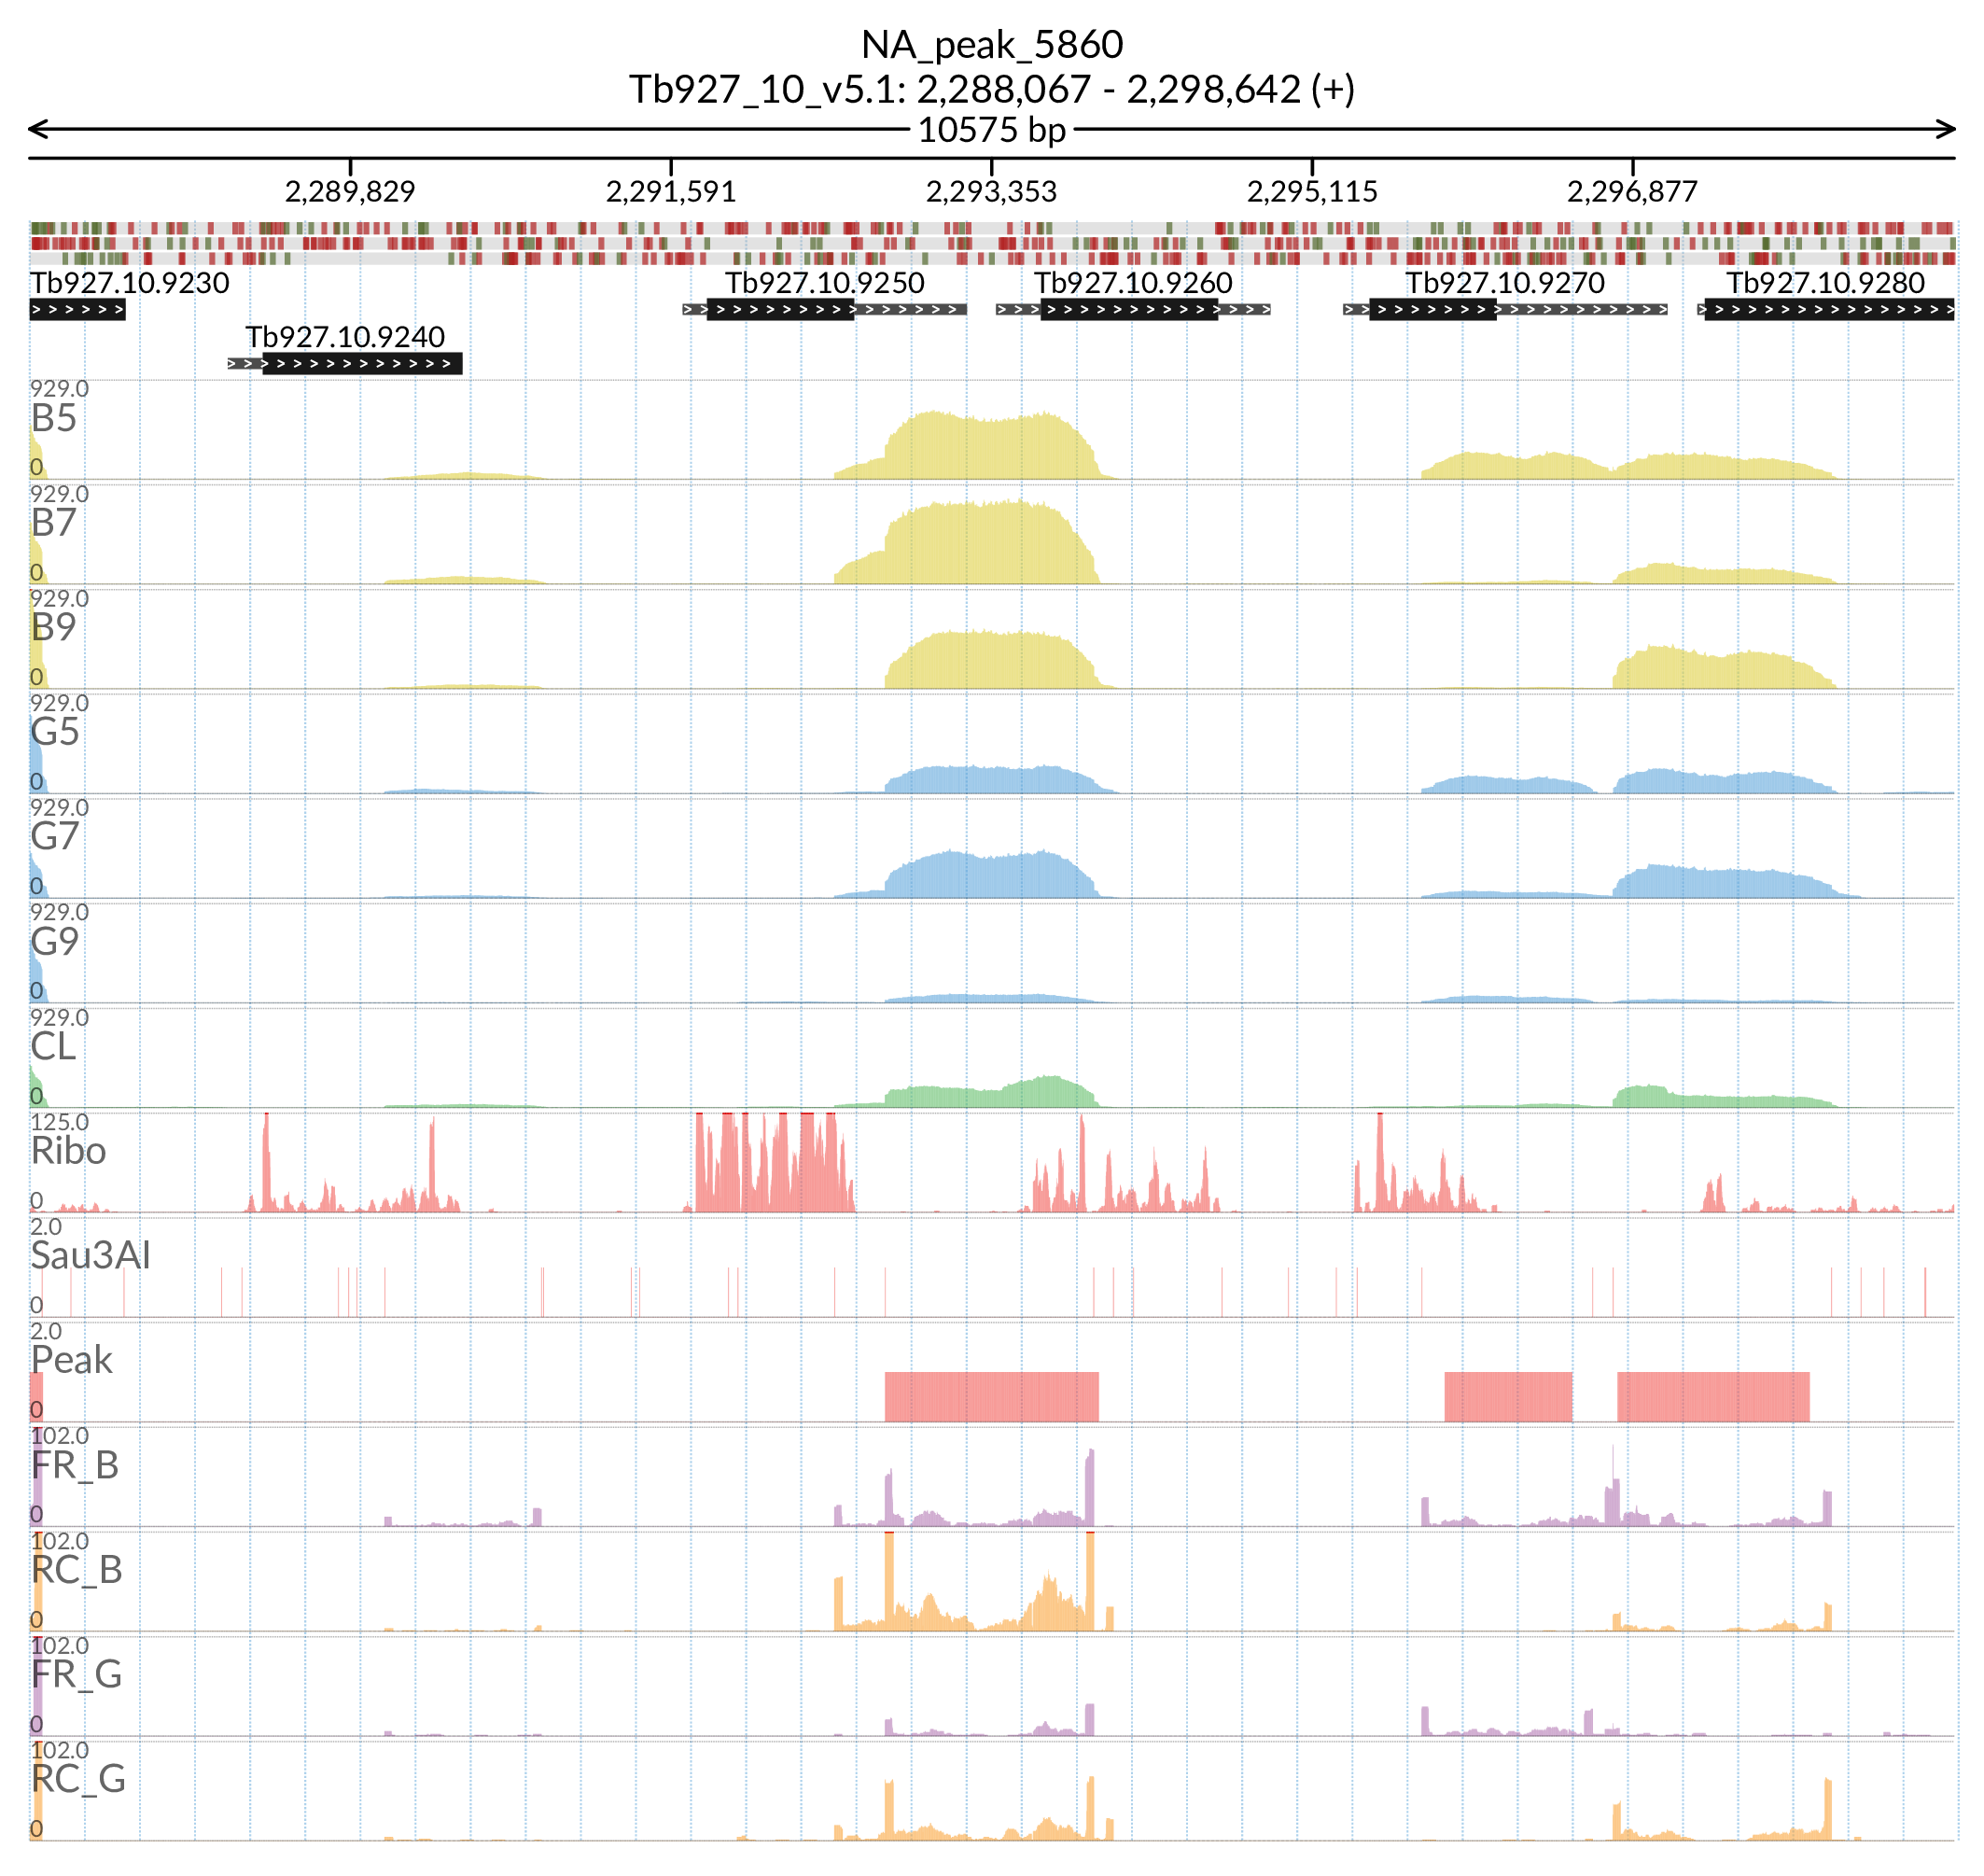 NA_peak_5860
Tb927_10_v5.1: 2,288,067 - 2,298,642 (+)
10575 bp
2,289,829 2,291,591 2,293,353 2,295,115 2,296,877
Tb927.10.9230 Tb927.10.9250 Tb927.10.9260 Tb927.10.9270 Tb927.10.9280
Tb927.10.9240
929.0
B5
0
929.0
B7
0
929.0
B9
0
929.0
G5
0
929.0
G7
0
929.0
G9
0
929.0
CL
0
125.0
Ribo
0
2.0
Sau3AI
0
2.0
Peak
0
102.0
FR_B
0
102.0
RC_B
0
102.0
FR_G
0
102.0
RC_G
0